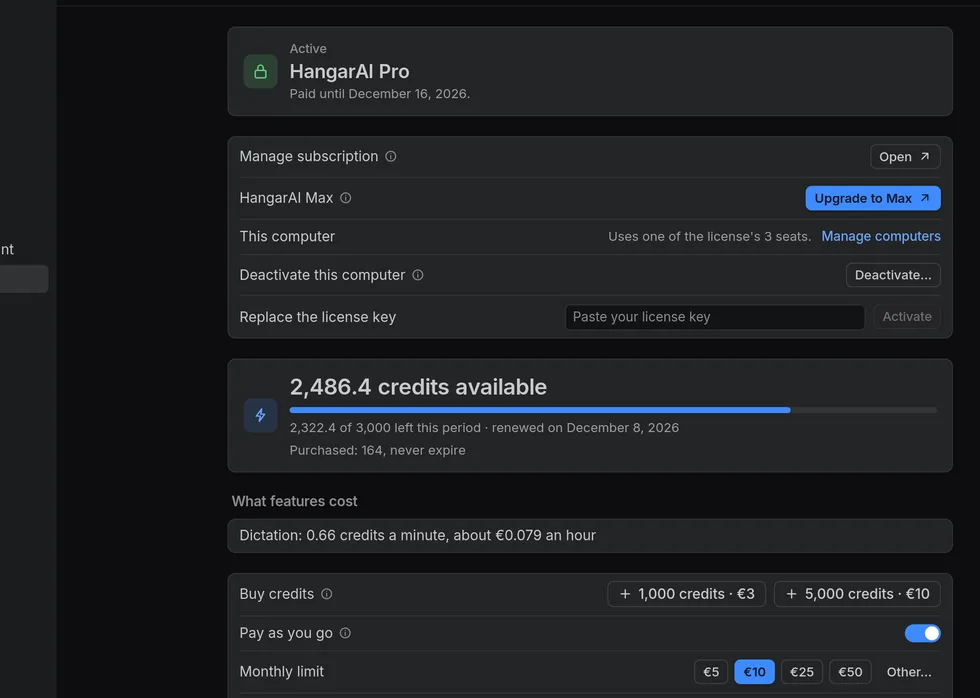 Active
HangarAI Pro
Paid until December 16, 2026.
nt
Manage subscription
Open
HangarAI Max
Upgrade to Max
This computer
Uses one of the license's 3 seats. Manage computers
Deactivate this computer
Deactivate...
Replace the license key
Paste your license key
Activate
2,486.4 credits available
2,322.4 of 3,000 left this period · renewed on December 8, 2026
Purchased: 164, never expire
What features cost
Dictation: 0.66 credits a minute, about €0.079 an hour
Buy credits
+ 1,000 credits · €3
+ 5,000 credits · €10
Pay as you go
Monthly limit
€5
€10
€25
€50
Other...